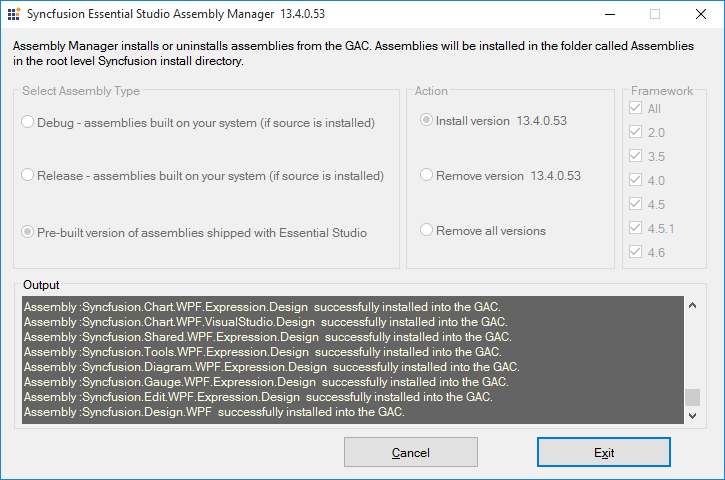 Syncfusion Essential Studio Assembly Manager 13.4.0.53
Assembly Manager installs or uninstalls assemblies from the GAC. Assemblies will be installed in the folder called Assemblies
in the root level Syncfusion install directory.
Select Assembly Type
Debug - assemblies built on your system (if source is installed)
Release - assemblies built on your system (if source is installed)
Pre-built version of assemblies shipped with Essential Studio
Action
Install version 13.4.0.53
Remove version 13.4.0.53
Remove all versions
Framework
All
2.0
3.5
4.0
4.5
4.5.1
4.6
Output
Assembly :Syncfusion.Chart.WPF.Expression.Design successfully installed into the GAC.
Assembly :Syncfusion.Chart.WPF.VisualStudio.Design successfully installed into the GAC.
Assembly :Syncfusion.Shared.WPF.Expression.Design successfully installed into the GAC.
Assembly :Syncfusion.Tools.WPF.Expression.Design successfully installed into the GAC.
Assembly :Syncfusion.Diagram.WPF.Expression.Design successfully installed into the GAC.
Assembly :Syncfusion.Gauge.WPF.Expression.Design successfully installed into the GAC.
Assembly :Syncfusion.Edit.WPF.Expression.Design successfully installed into the GAC.
Assembly :Syncfusion.Design.WPF successfully installed into the GAC.
Cancel
Exit